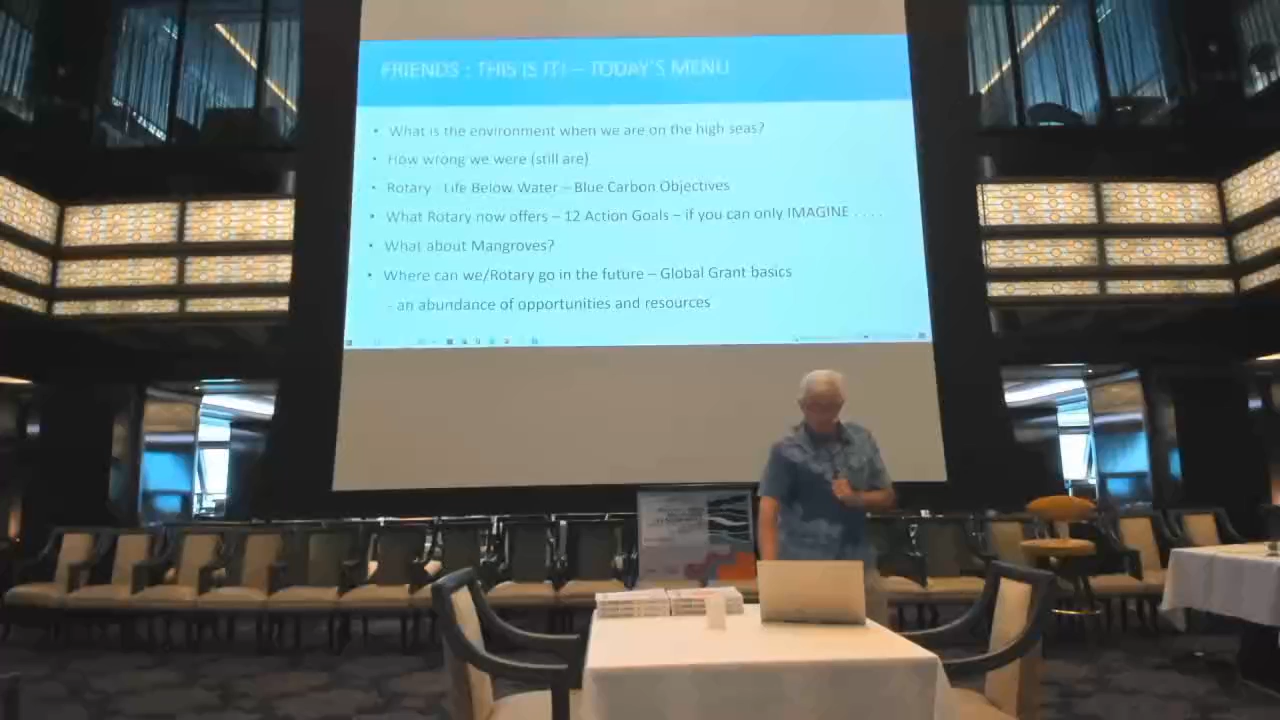 FRIENDS : THIS IS IT! – TODAY'S MENU
• What is the environment when we are on the high seas?
• How wrong we were (still are)
• Rotary - Life Below Water – Blue Carbon Objectives
• What Rotary now offers – 12 Action Goals – if you can only IMAGINE . . . .
• What about Mangroves?
• Where can we/Rotary go in the future – Global Grant basics
- an abundance of opportunities and resources